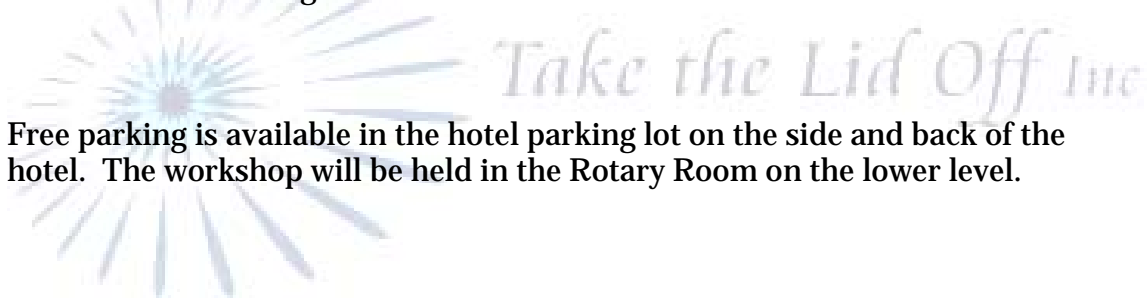 Take the Lid Off Inc
Free parking is available in the hotel parking lot on the side and back of the
hotel.  The workshop will be held in the Rotary Room on the lower level.